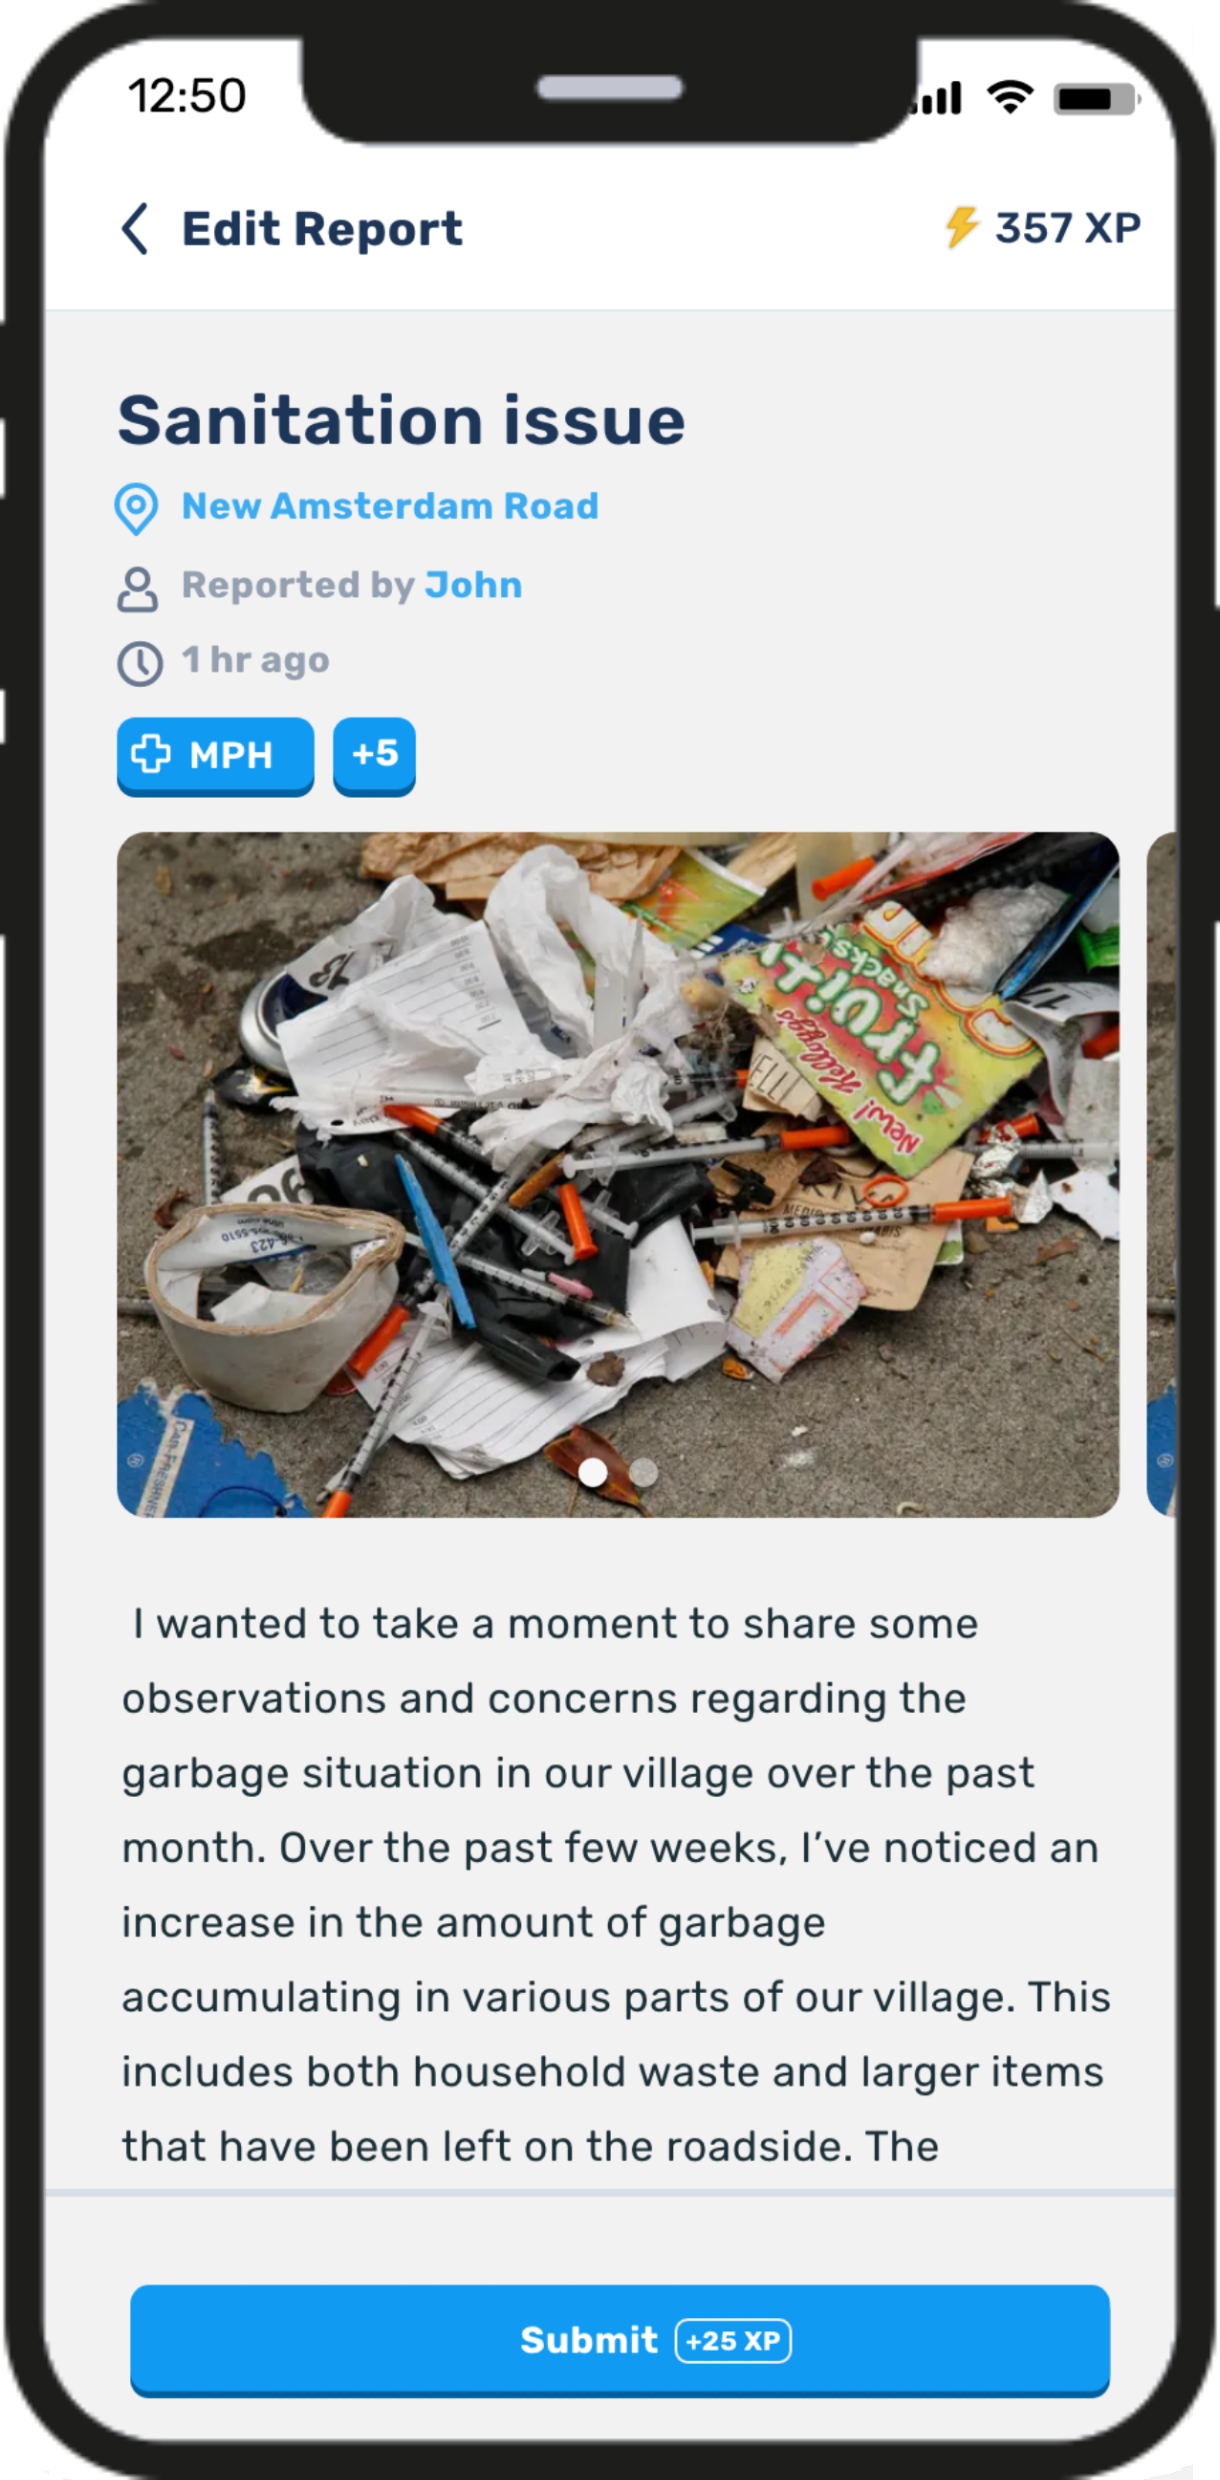 12:50
Edit Report
357 XP
Sanitation issue
New Amsterdam Road
Reported by John
1 hr ago
MPH
+5
fruit
Snacks
Kellogg's
New!
CAR-FRESHNER
I wanted to take a moment to share some
observations and concerns regarding the
garbage situation in our village over the past
month. Over the past few weeks, I’ve noticed an
increase in the amount of garbage
accumulating in various parts of our village. This
includes both household waste and larger items
that have been left on the roadside. The
Submit +25 XP